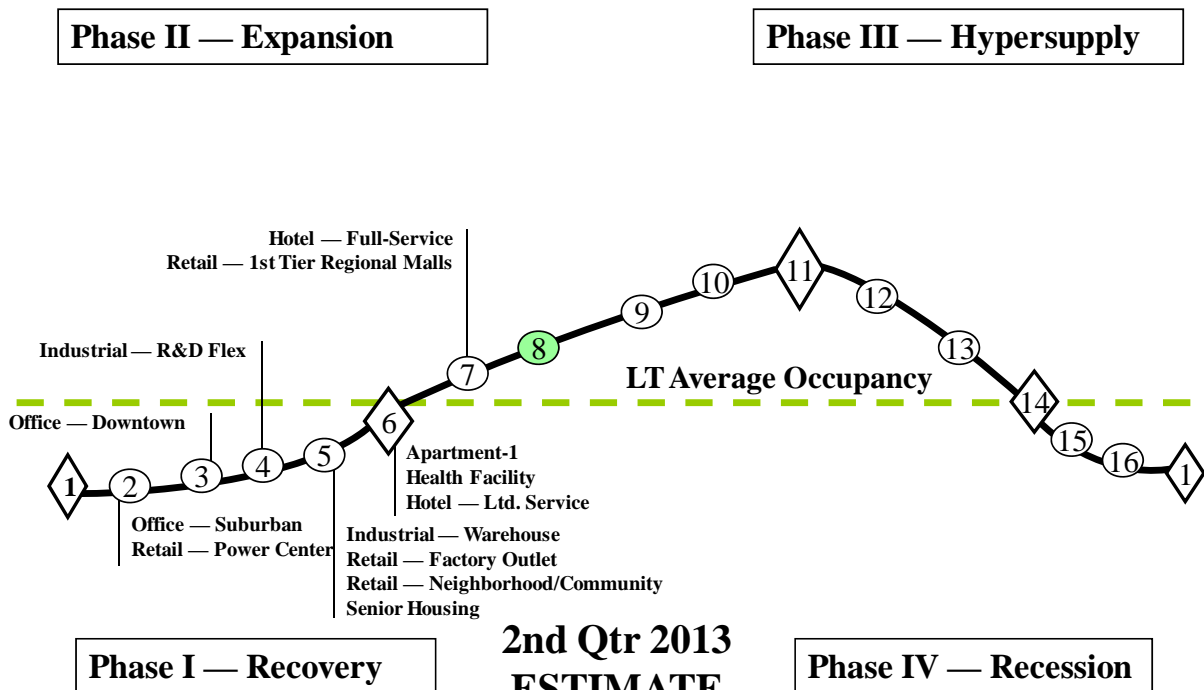 Phase II — Expansion
Phase III — Hypersupply
Hotel — Full-Service
Retail — 1st Tier Regional Malls
Industrial — R&D Flex
Office — Downtown
LT Average Occupancy
1
2
3
4
5
6
7
8
9
10
11
12
13
14
15
16
1
Apartment-1
Health Facility
Hotel — Ltd. Service
Office — Suburban
Retail — Power Center
Industrial — Warehouse
Retail — Factory Outlet
Retail — Neighborhood/Community
Senior Housing
2nd Qtr 2013
ESTIMATE
Phase I — Recovery
Phase IV — Recession